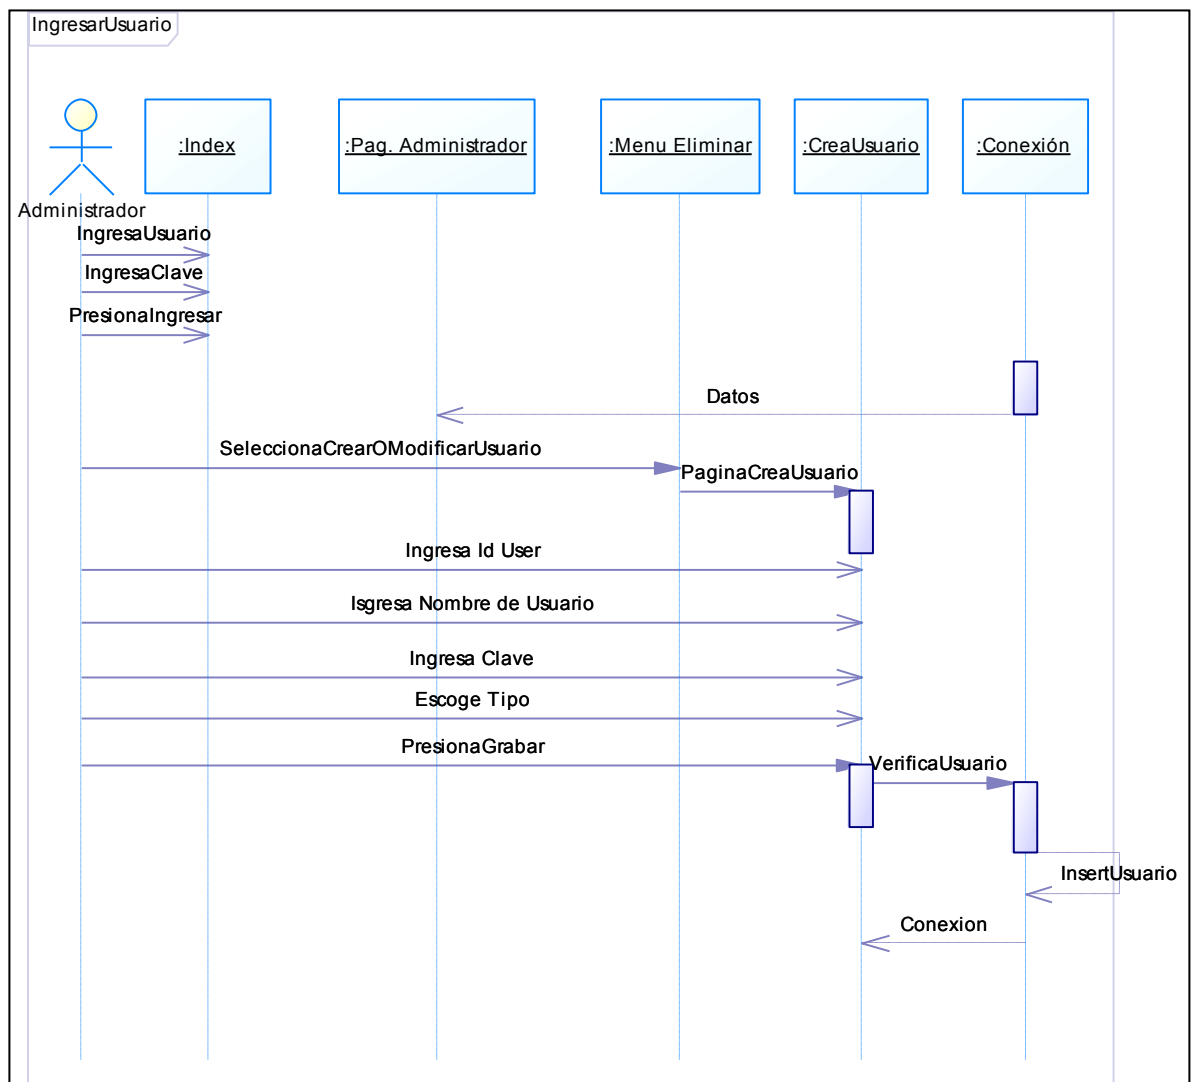 IngresarUsuario
:Index
:Pag. Administrador
:Menu Eliminar
:CreaUsuario
:Conexión
Administrador
IngresaUsuario
IngresaClave
PresionaIngresar
Datos
SeleccionaCrearOModificarUsuario
PaginaCreaUsuario
Ingresa Id User
Isgresa Nombre de Usuario
Ingresa Clave
Escoge Tipo
PresionaGrabar
VerificaUsuario
InsertUsuario
Conexion